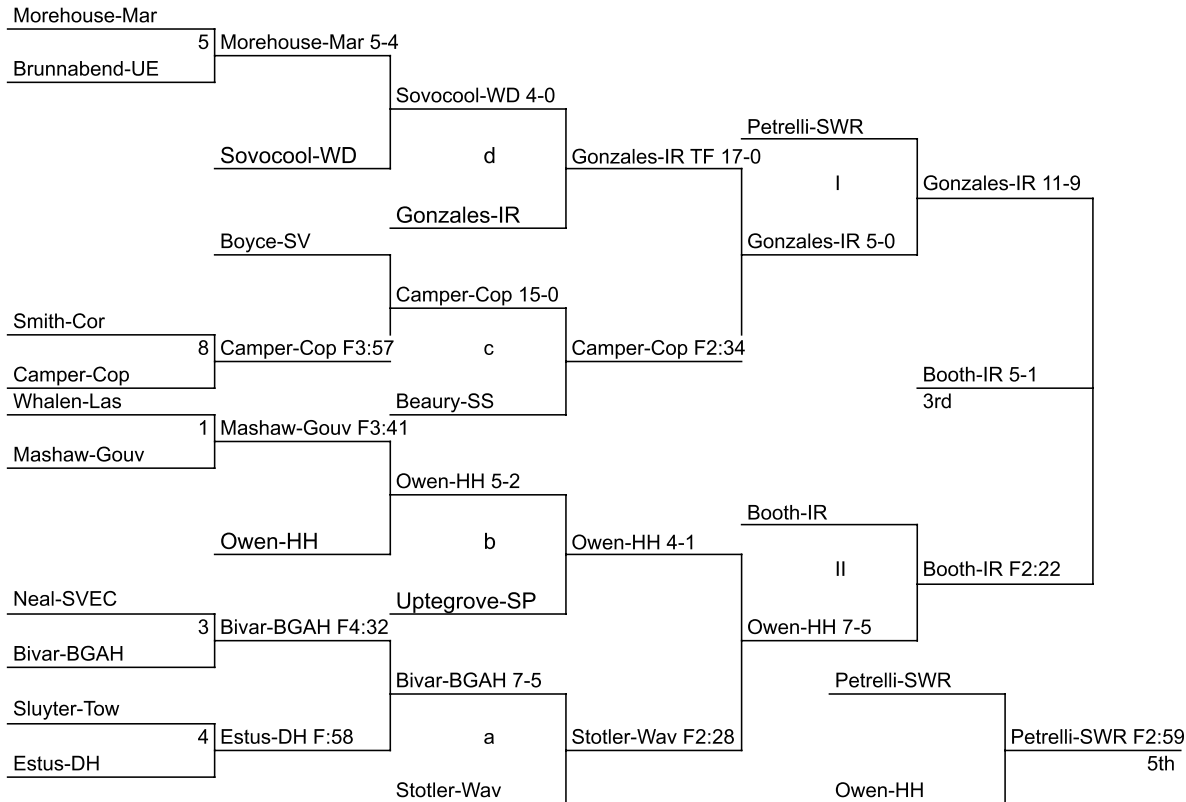 Morehouse-Mar
5
Morehouse-Mar 5-4
Brunnabend-UE
Sovocool-WD 4-0
Sovocool-WD
d
Gonzales-IR TF 17-0
Gonzales-IR
Petrelli-SWR
I
Gonzales-IR 11-9
Boyce-SV
Gonzales-IR 5-0
Camper-Cop 15-0
Smith-Cor
8
Camper-Cop F3:57
c
Camper-Cop F2:34
Camper-Cop
Beaury-SS
Booth-IR 5-1
3rd
Whalen-Las
1
Mashaw-Gouv F3:41
Mashaw-Gouv
Owen-HH 5-2
Owen-HH
b
Owen-HH 4-1
Uptegrove-SP
Booth-IR
II
Booth-IR F2:22
Owen-HH 7-5
Neal-SVEC
3
Bivar-BGAH F4:32
Bivar-BGAH
Bivar-BGAH 7-5
Sluyter-Tow
4
Estus-DH F:58
a
Stotler-Wav F2:28
Estus-DH
Stotler-Wav
Petrelli-SWR
Petrelli-SWR F2:59
5th
Owen-HH